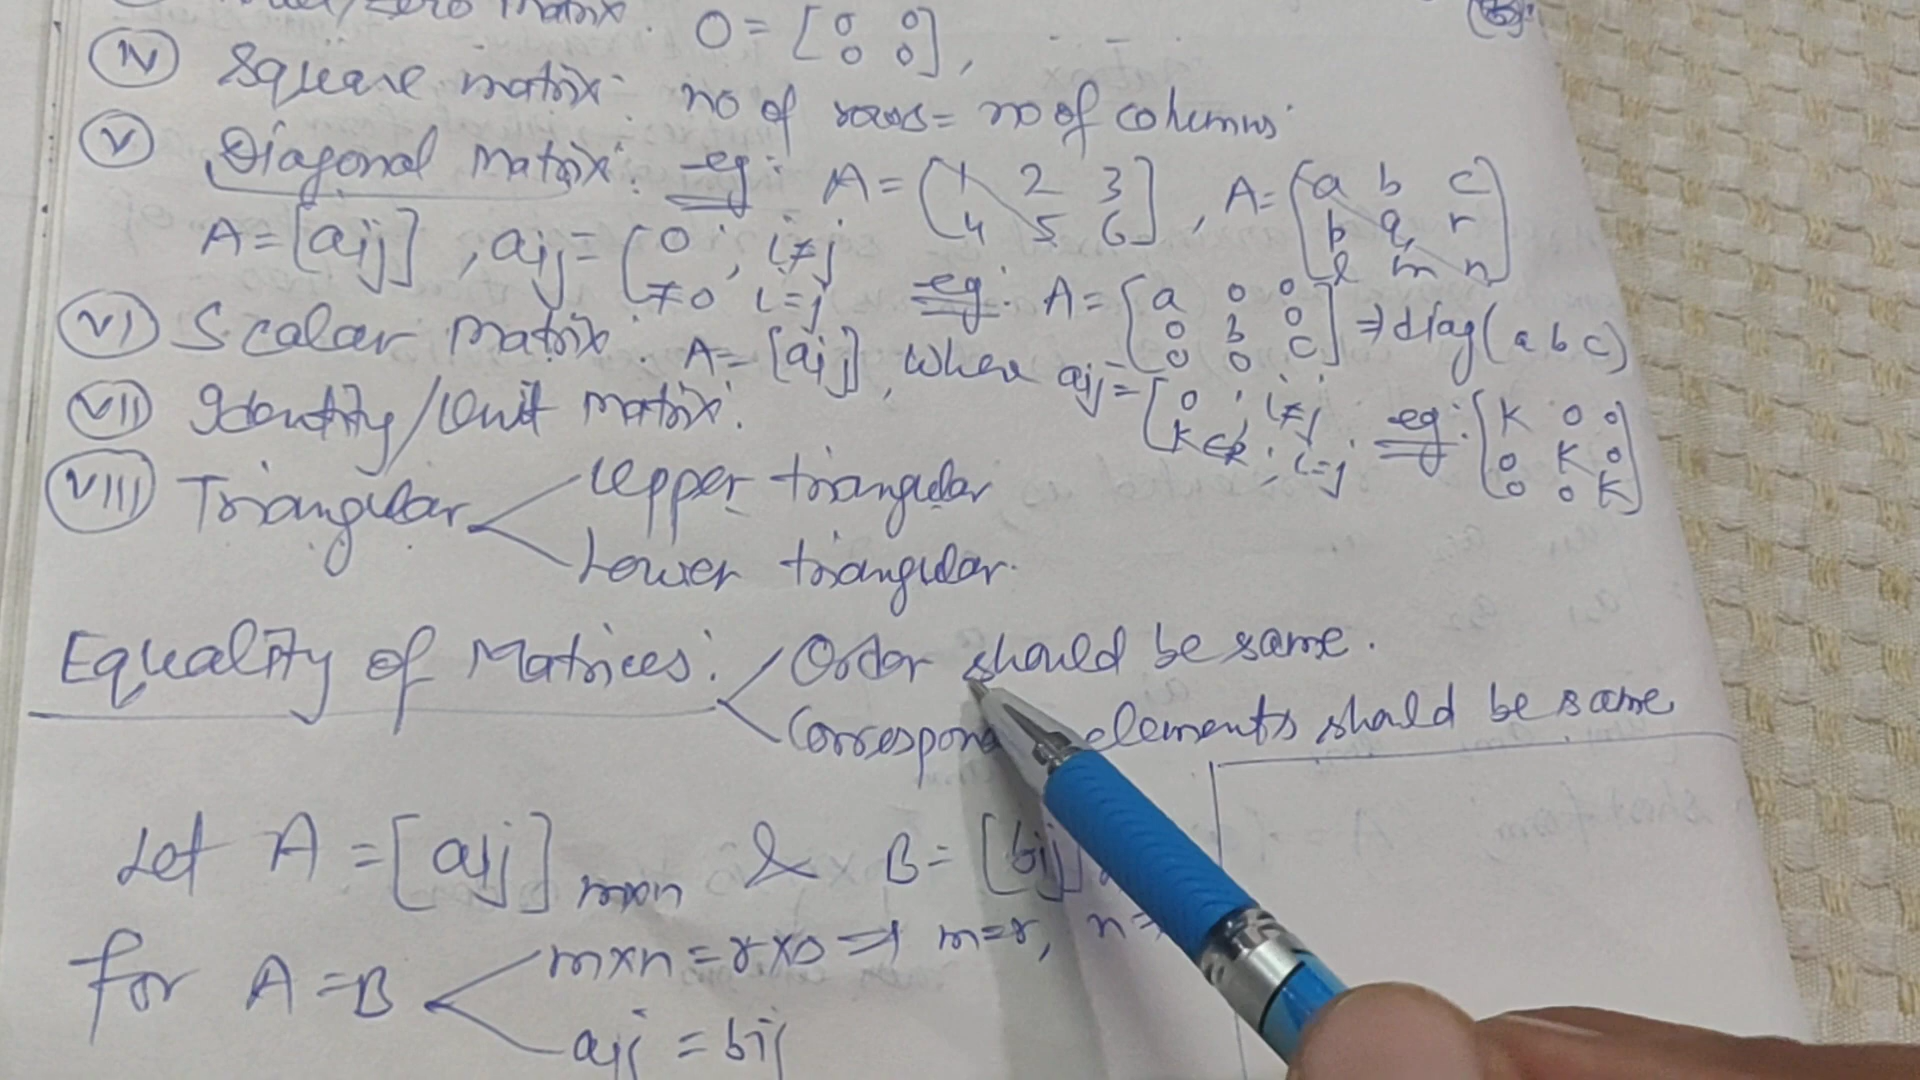 zero matrix. O = [0 0
0 0],
(IV) Square matrix: no of rows = no of columns.
(V) Diagonal Matrix: eg: A = [1 2 3
4 5 6], A = [a b c
b q r
l m n]
A = [aij], aij = [0 ; i≠j
≠0 i=j eg: A = [a 0 0
0 b 0
0 0 c] ⇒ diag(a b c)
(VI) Scalar Matrix: A = [aij], where aij = [0 ; i≠j
K∈R ; i=j. eg: [K 0 0
0 K 0
0 0 K]
(VII) Identity/Unit matrix.
(VIII) Triangular < Upper triangular
Lower triangular.
Equality of Matrices: < Order should be same.
elements should be same
Let A = [aij] m×n & B = [bij]
for A = B < m×n = r×s ⇒ m=r, n=
aij = bij